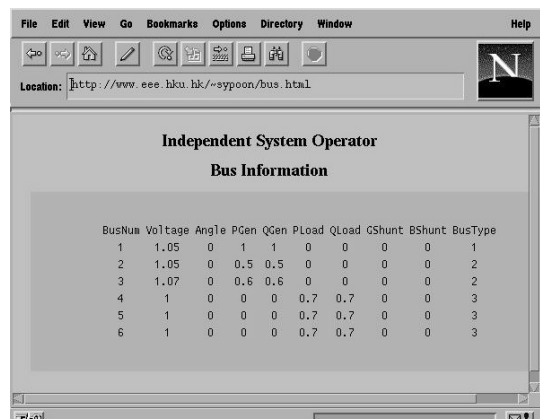 File Edit View Go Bookmarks Options Directory Window Help
N
Location: http://www.eee.hku.hk/~sypoon/bus.html
Independent System Operator
Bus Information
BusNum Voltage Angle PGen QGen PLoad QLoad GShunt BShunt BusType
1 1.05 0 1 1 0 0 0 0 1
2 1.05 0 0.5 0.5 0 0 0 0 2
3 1.07 0 0.6 0.6 0 0 0 0 2
4 1 0 0 0 0.7 0.7 0 0 3
5 1 0 0 0 0.7 0.7 0 0 3
6 1 0 0 0 0.7 0.7 0 0 3